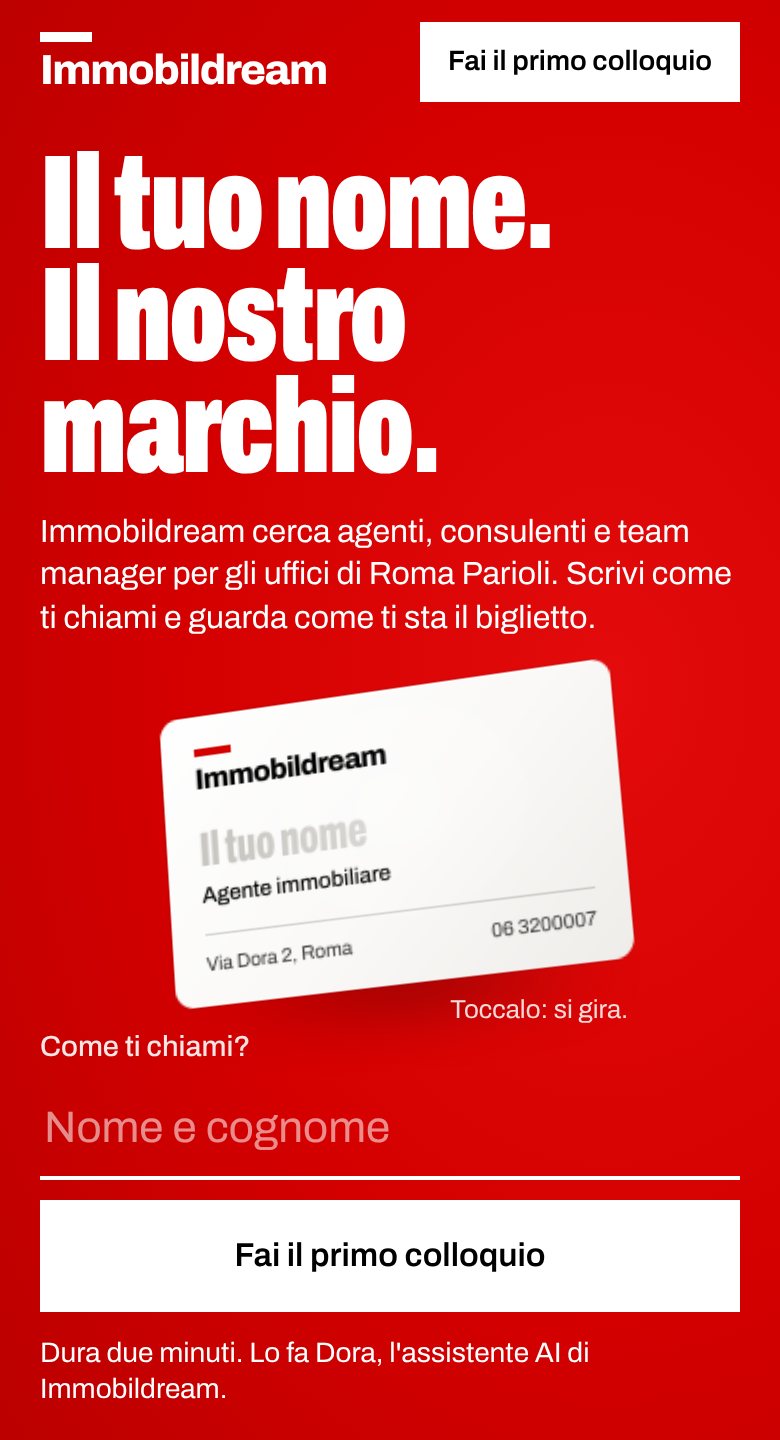 Immobildream
Fai il primo colloquio
Il tuo nome.
Il nostro
marchio.
Immobildream cerca agenti, consulenti e team
manager per gli uffici di Roma Parioli. Scrivi come
ti chiami e guarda come ti sta il biglietto.
Immobildream
Il tuo nome
Agente immobiliare
Via Dora 2, Roma
06 3200007
Toccalo: si gira.
Come ti chiami?
Nome e cognome
Fai il primo colloquio
Dura due minuti. Lo fa Dora, l'assistente AI di
Immobildream.